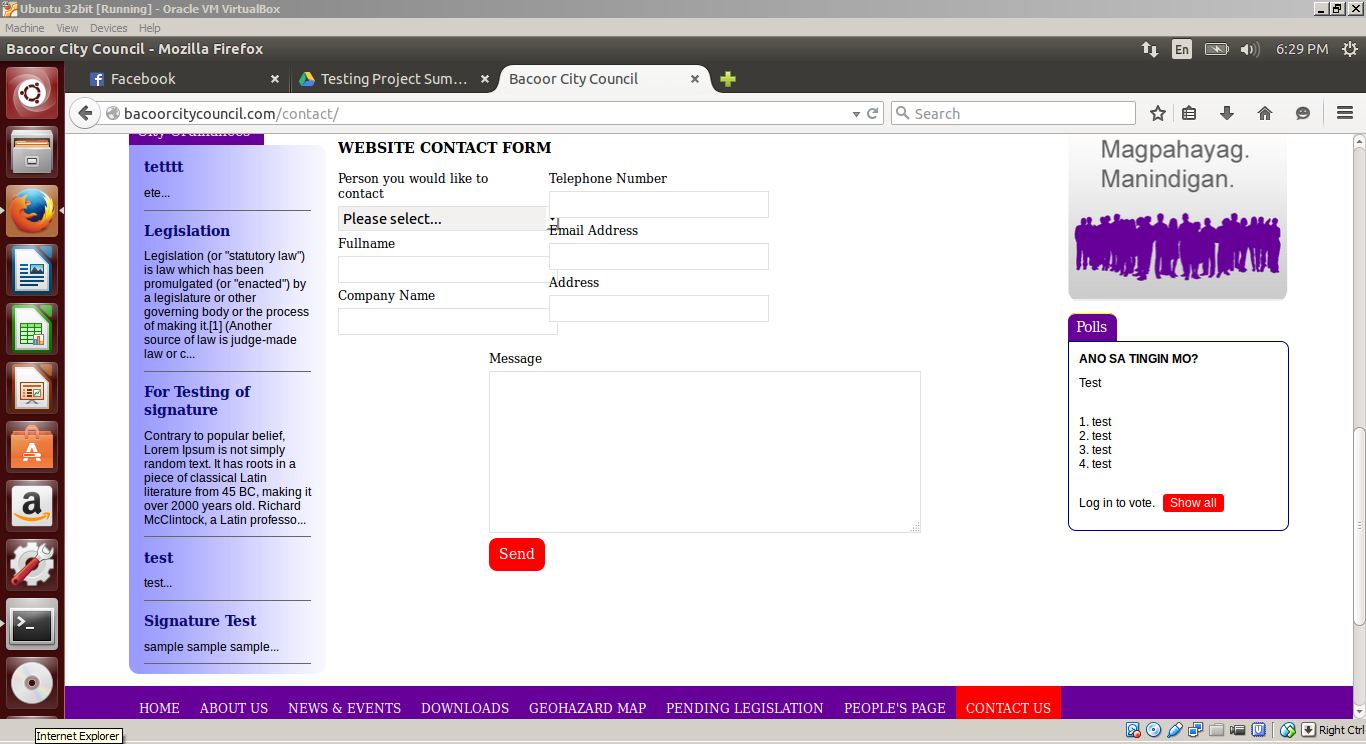 Ubuntu 32bit [Running] - Oracle VM VirtualBox
Machine View Devices Help
Bacoor City Council - Mozilla Firefox
En
6:29 PM
Facebook
Testing Project Sum...
Bacoor City Council
bacoorcitycouncil.com/contact/
Search
City Ordinances
tetttt
ete...
Legislation
Legislation (or "statutory law")
is law which has been
promulgated (or "enacted") by
a legislature or other
governing body or the process
of making it.[1] (Another
source of law is judge-made
law or c...
For Testing of
signature
Contrary to popular belief,
Lorem Ipsum is not simply
random text. It has roots in a
piece of classical Latin
literature from 45 BC, making it
over 2000 years old. Richard
McClintock, a Latin professo...
test
test...
Signature Test
sample sample sample...
WEBSITE CONTACT FORM
Person you would like to
contact
Please select...
Fullname
Company Name
Telephone Number
Email Address
Address
Message
Send
Magpahayag.
Manindigan.
Polls
ANO SA TINGIN MO?
Test
1. test
2. test
3. test
4. test
Log in to vote. Show all
HOME ABOUT US NEWS & EVENTS DOWNLOADS GEOHAZARD MAP PENDING LEGISLATION PEOPLE'S PAGE CONTACT US
Internet Explorer
Right Ctrl